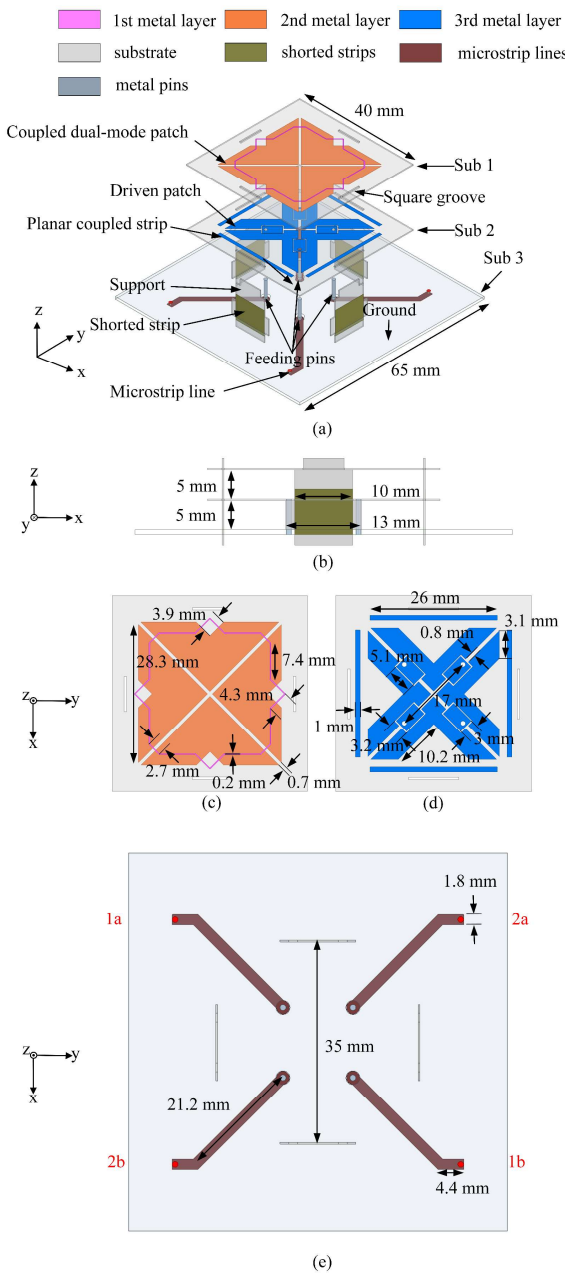 1st metal layer
2nd metal layer
3rd metal layer
substrate
shorted strips
microstrip lines
metal pins
40 mm
Coupled dual-mode patch
Sub 1
Driven patch
Square groove
Planar coupled strip
Sub 2
Sub 3
Support
Ground
Shorted strip
Feeding pins
65 mm
Microstrip line
z
y
x
(a)
z
y
x
5 mm
10 mm
5 mm
13 mm
(b)
3.9 mm
28.3 mm
7.4 mm
4.3 mm
2.7 mm
0.2 mm
0.7 mm
z
y
x
(c)
26 mm
3.1 mm
0.8 mm
5.1 mm
17 mm
1 mm
3.2 mm
3 mm
10.2 mm
(d)
1.8 mm
1a
2a
35 mm
z
y
x
21.2 mm
2b
1b
4.4 mm
(e)